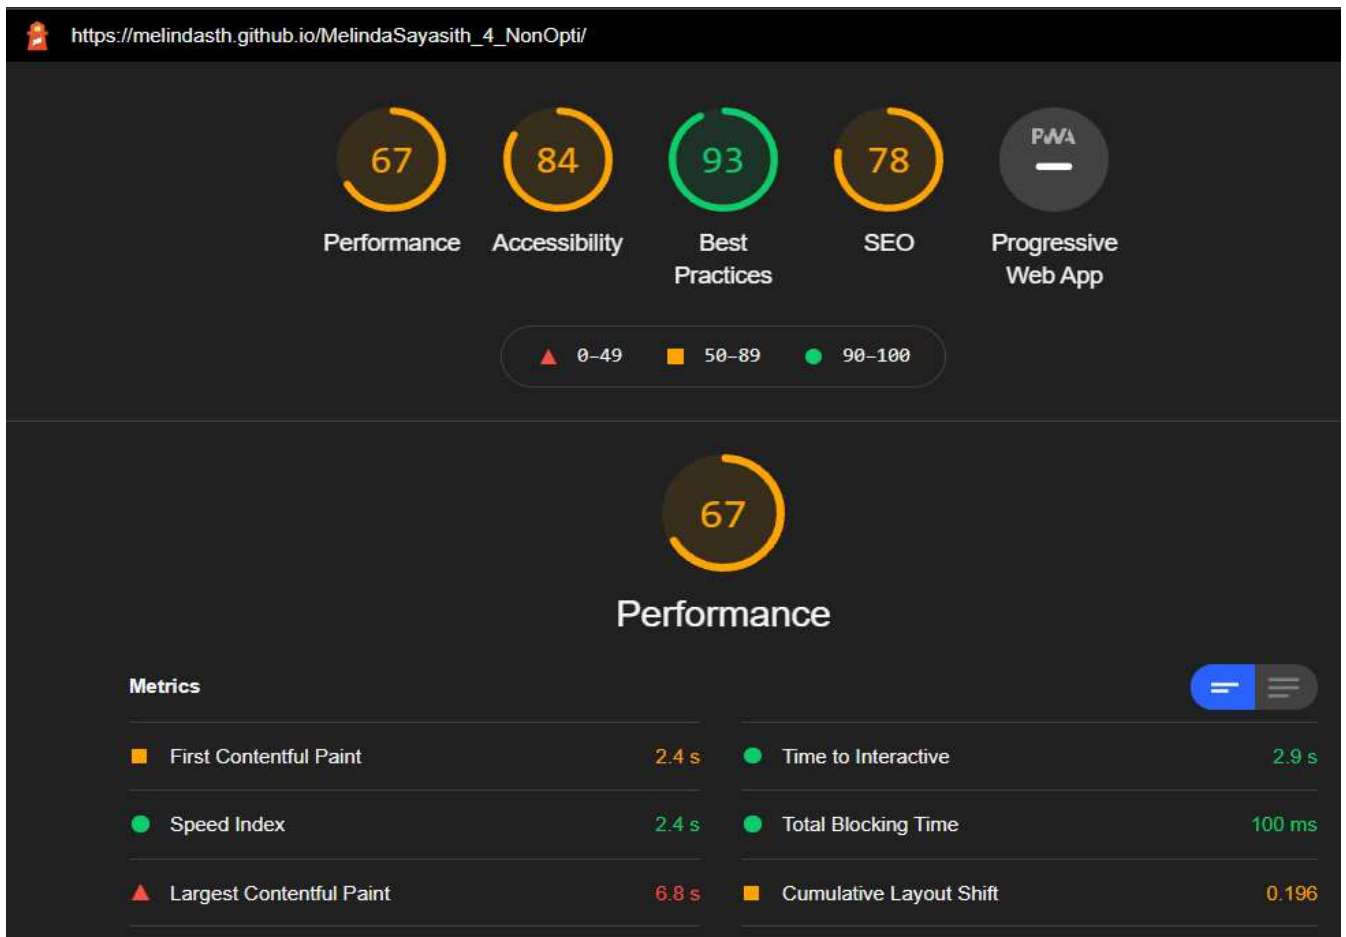 https://melindasth.github.io/MelindaSayasith_4_NonOpti/
67
84
93
78
PWA
Performance
Accessibility
Best
Practices
SEO
Progressive
Web App
0–49
50–89
90–100
67
Performance
Metrics
First Contentful Paint 2.4 s
Time to Interactive 2.9 s
Speed Index 2.4 s
Total Blocking Time 100 ms
Largest Contentful Paint 6.8 s
Cumulative Layout Shift 0.196